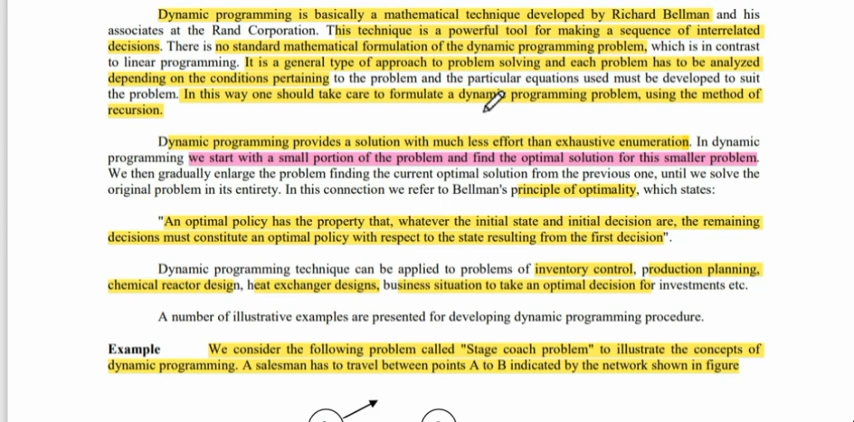 Dynamic programming is basically a mathematical technique developed by Richard Bellman and his
associates at the Rand Corporation. This technique is a powerful tool for making a sequence of interrelated
decisions. There is no standard mathematical formulation of the dynamic programming problem, which is in contrast
to linear programming. It is a general type of approach to problem solving and each problem has to be analyzed
depending on the conditions pertaining to the problem and the particular equations used must be developed to suit
the problem. In this way one should take care to formulate a dynamic programming problem, using the method of
recursion.
Dynamic programming provides a solution with much less effort than exhaustive enumeration. In dynamic
programming we start with a small portion of the problem and find the optimal solution for this smaller problem.
We then gradually enlarge the problem finding the current optimal solution from the previous one, until we solve the
original problem in its entirety. In this connection we refer to Bellman's principle of optimality, which states:
"An optimal policy has the property that, whatever the initial state and initial decision are, the remaining
decisions must constitute an optimal policy with respect to the state resulting from the first decision".
Dynamic programming technique can be applied to problems of inventory control, production planning,
chemical reactor design, heat exchanger designs, business situation to take an optimal decision for investments etc.
A number of illustrative examples are presented for developing dynamic programming procedure.
Example We consider the following problem called "Stage coach problem" to illustrate the concepts of
dynamic programming. A salesman has to travel between points A to B indicated by the network shown in figure